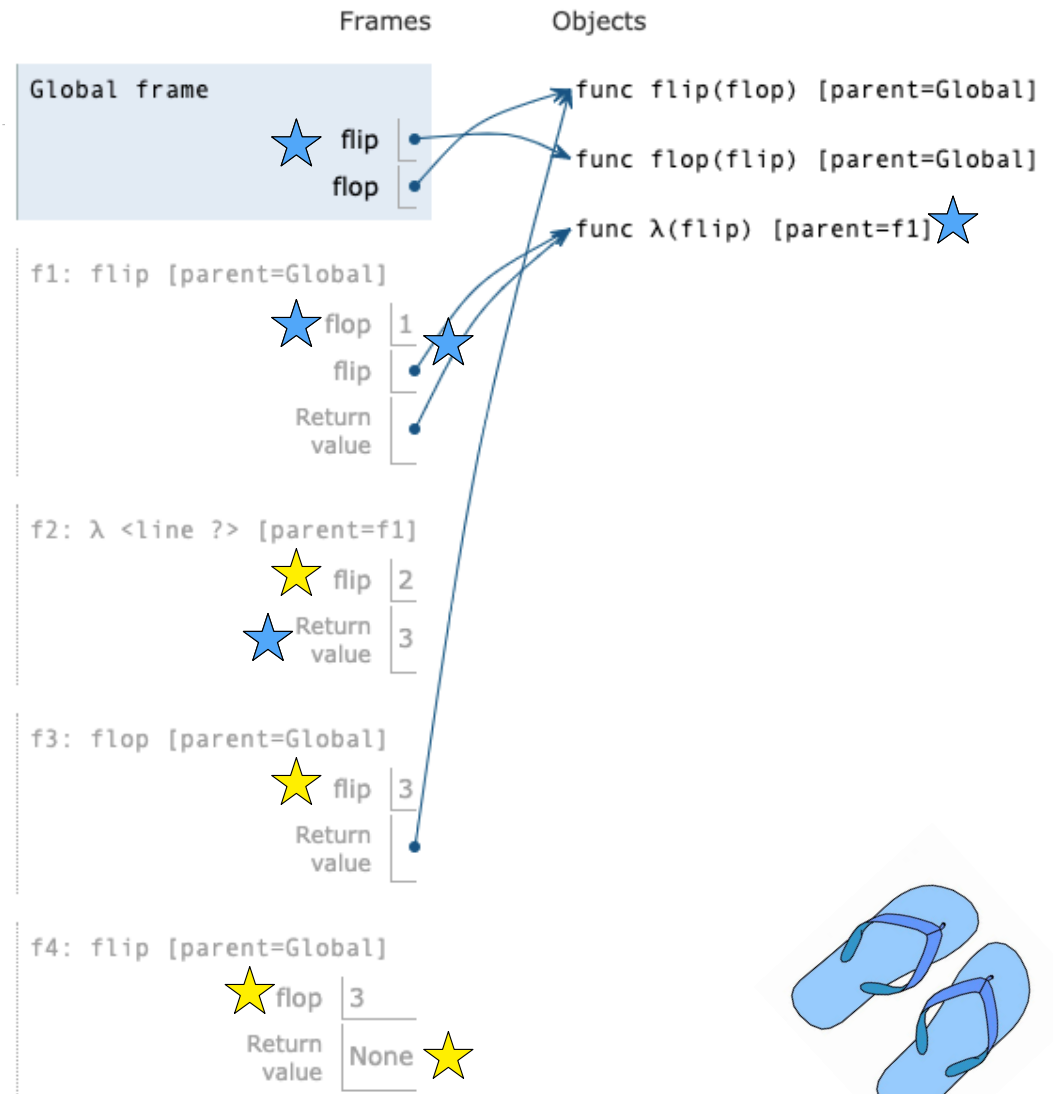 Frames Objects
Global frame
flip
flop
func flip(flop) [parent=Global]
func flop(flip) [parent=Global]
func λ(flip) [parent=f1]
f1: flip [parent=Global]
flop 1
flip
Return
value
f2: λ <line ?> [parent=f1]
flip 2
Return
value 3
f3: flop [parent=Global]
flip 3
Return
value
f4: flip [parent=Global]
flop 3
Return
value None